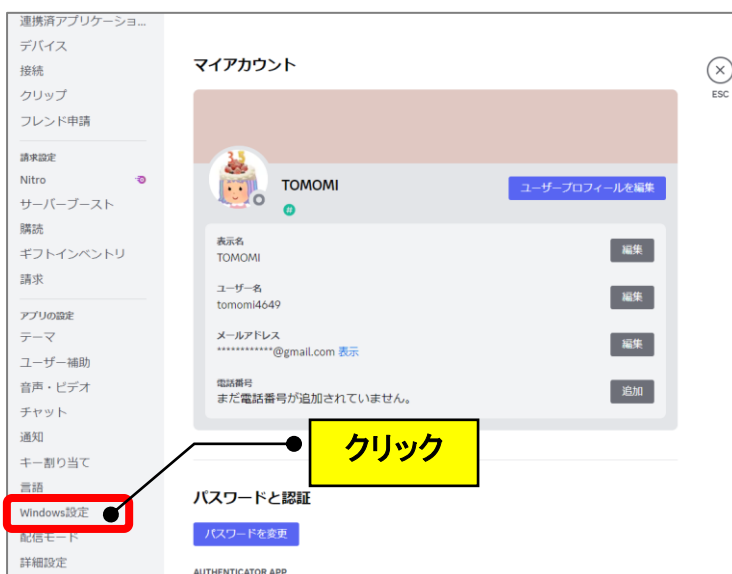 連携済アプリケーショ...
デバイス
接続
クリップ
フレンド申請
請求設定
Nitro
サーバーブースト
購読
ギフトインベントリ
請求
アプリの設定
テーマ
ユーザー補助
音声・ビデオ
チャット
通知
キー割り当て
言語
Windows設定
配信モード
詳細設定
マイアカウント
ESC
TOMOMI
ユーザープロフィールを編集
#
表示名
TOMOMI
編集
ユーザー名
tomomi4649
編集
メールアドレス
************@gmail.com 表示
編集
電話番号
まだ電話番号が追加されていません。
追加
クリック
パスワードと認証
パスワードを変更
AUTHENTICATOR APP